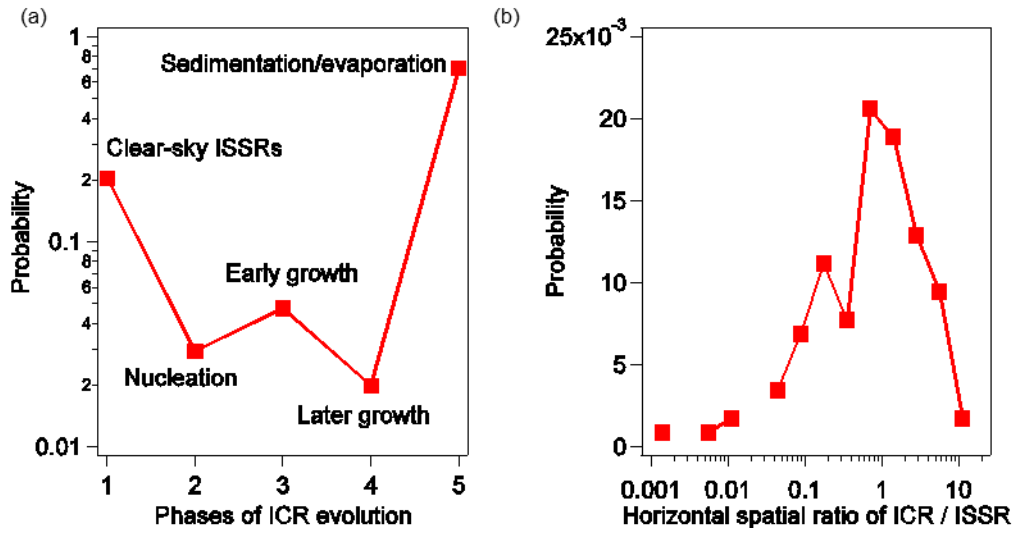 (a)
1
8
6
4
2
0.1
8
6
4
2
0.01
Probability
Sedimentation/evaporation
Clear-sky ISSRs
Early growth
Nucleation
Later growth
1 2 3 4 5
Phases of ICR evolution
(b)
25x10⁻³
20
15
10
5
0
Probability
0.001 0.01 0.1 1 10
Horizontal spatial ratio of ICR / ISSR